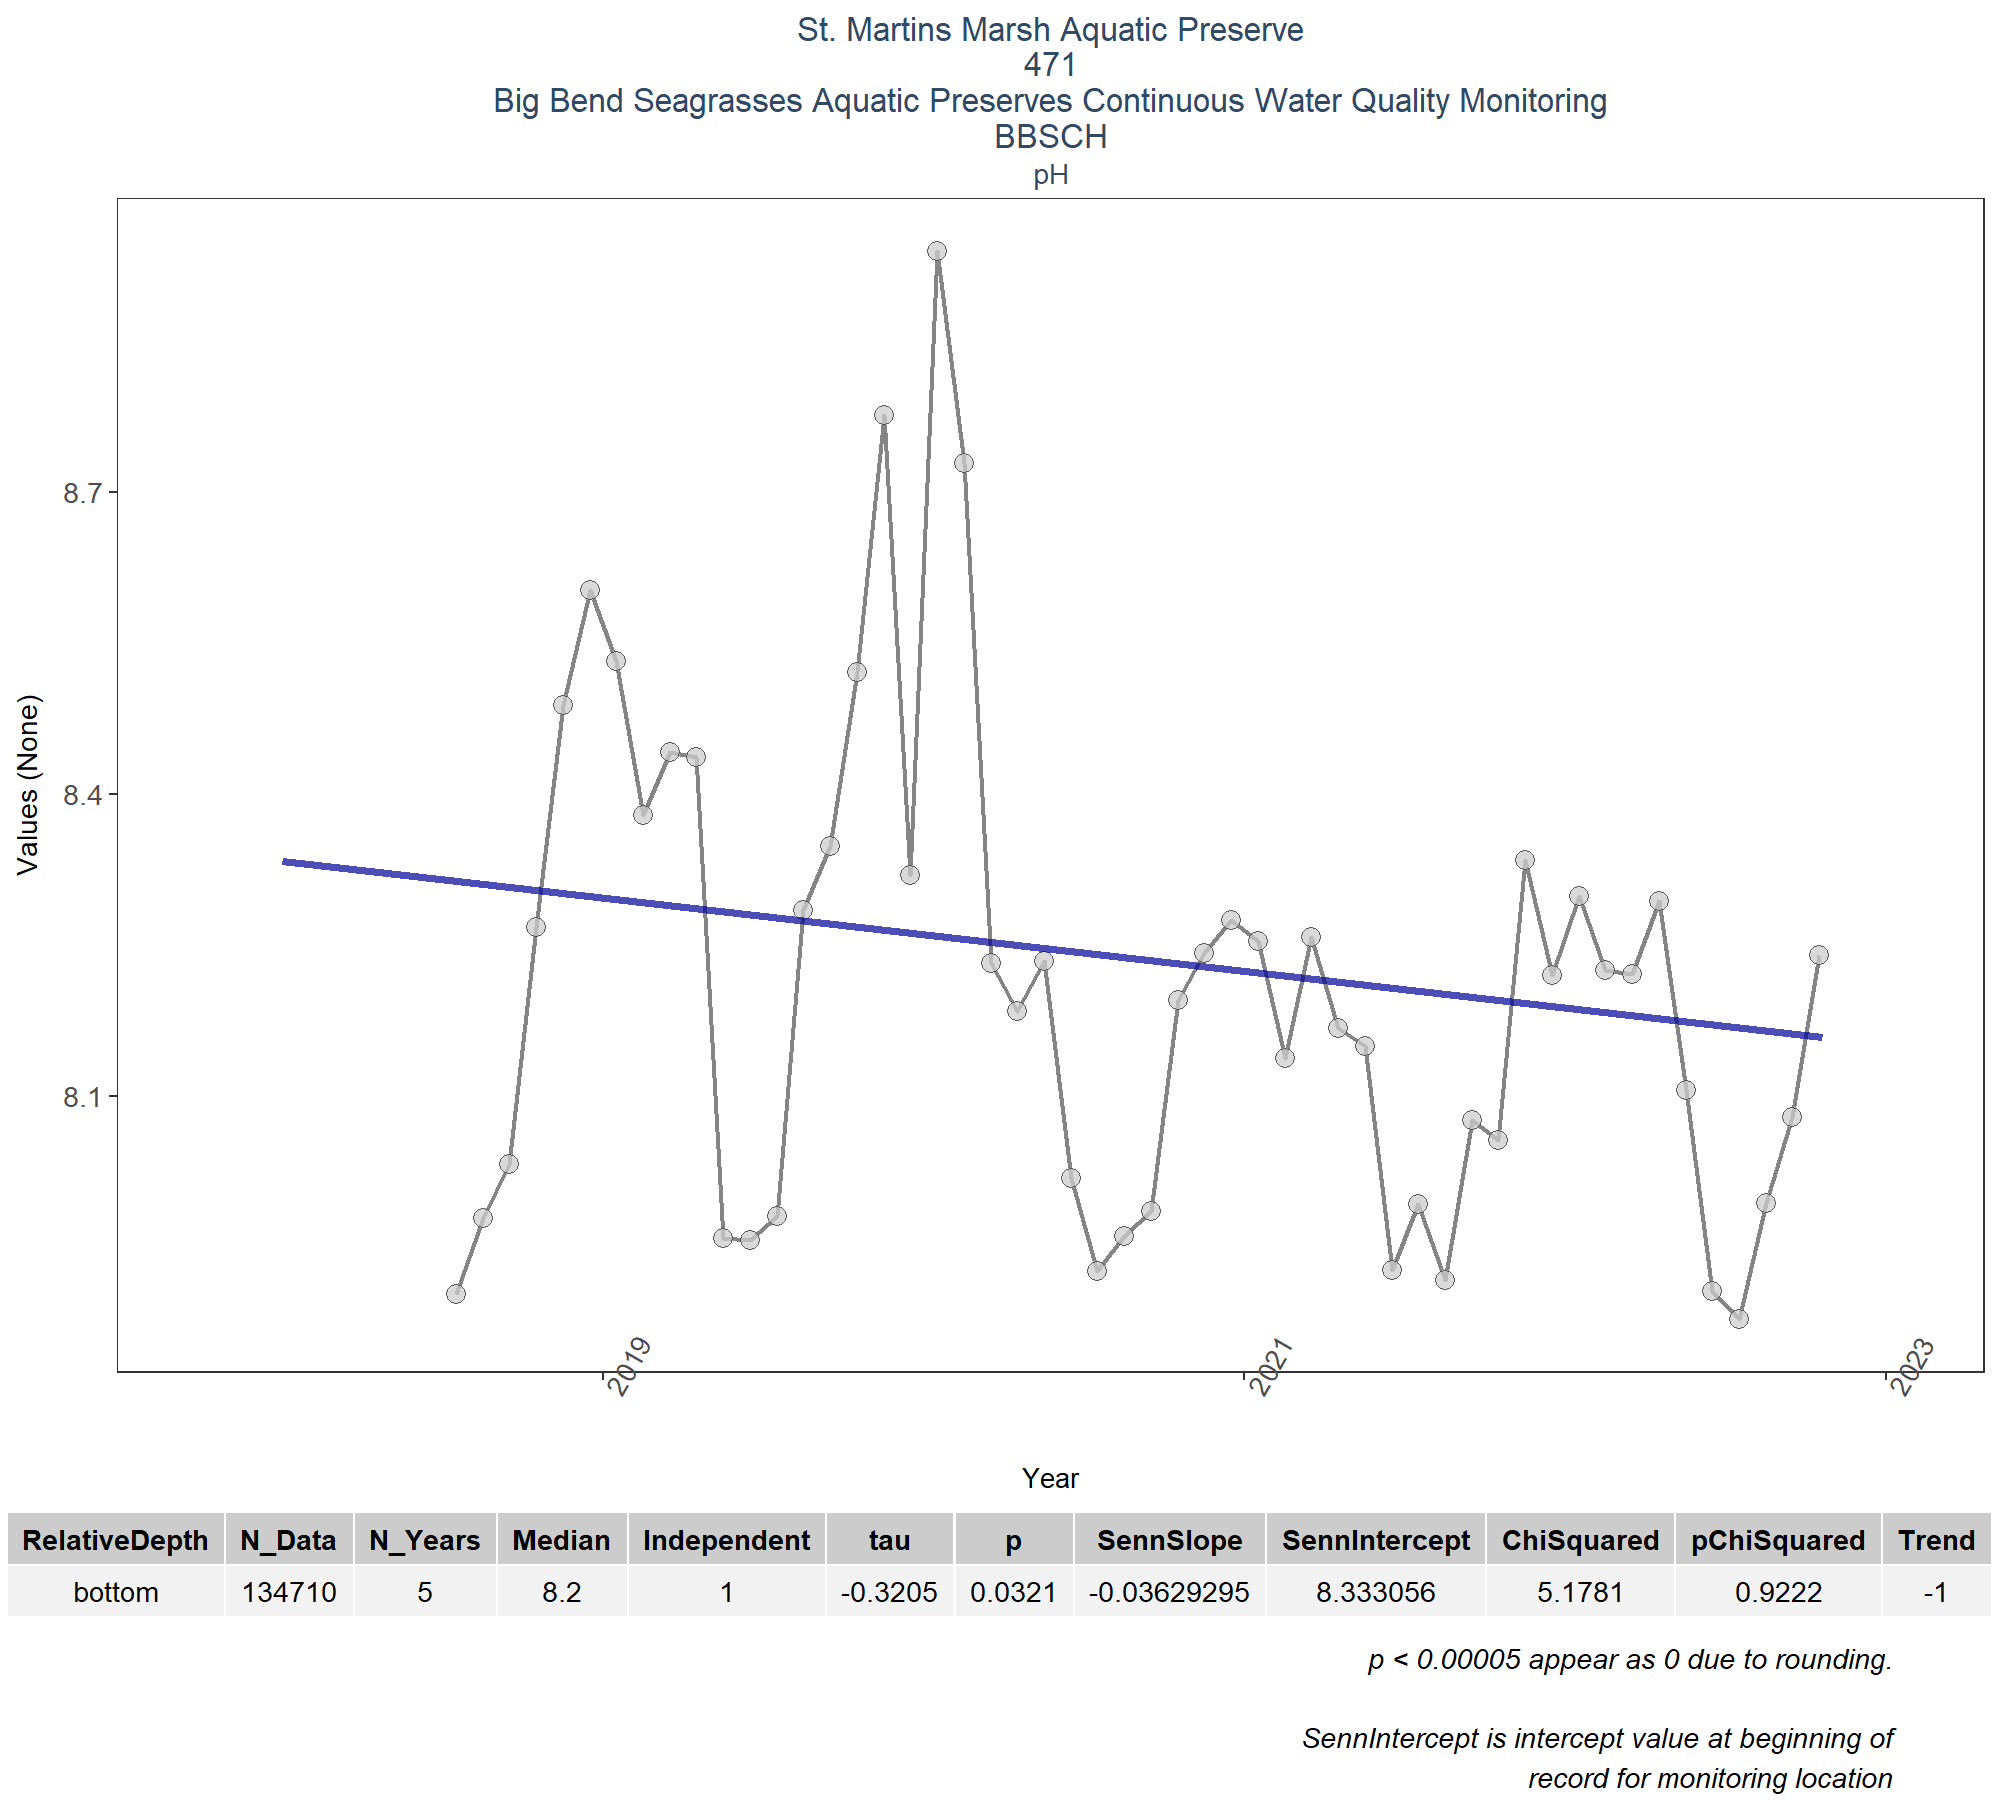 St. Martins Marsh Aquatic Preserve
471
Big Bend Seagrasses Aquatic Preserves Continuous Water Quality Monitoring
BBSCH
pH
Values (None)
8.7
8.4
8.1
2019
2021
2023
Year
RelativeDepth N_Data N_Years Median Independent tau p SennSlope SennIntercept ChiSquared pChiSquared Trend
bottom 134710 5 8.2 1 -0.3205 0.0321 -0.03629295 8.333056 5.1781 0.9222 -1
p < 0.00005 appear as 0 due to rounding.
SennIntercept is intercept value at beginning of
record for monitoring location